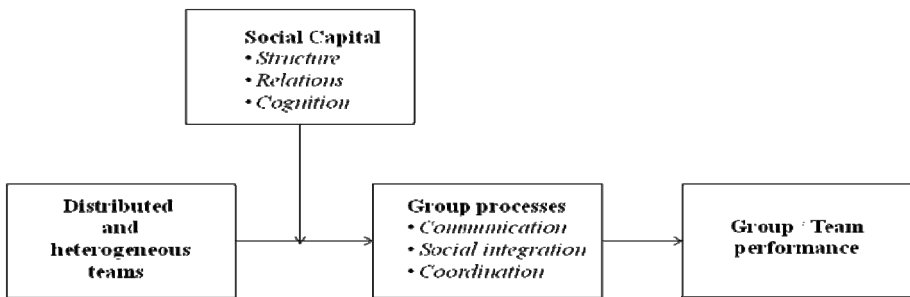 Social Capital
• Structure
• Relations
• Cognition
Distributed
and
heterogeneous
teams
Group processes
• Communication
• Social integration
• Coordination
Group / Team
performance